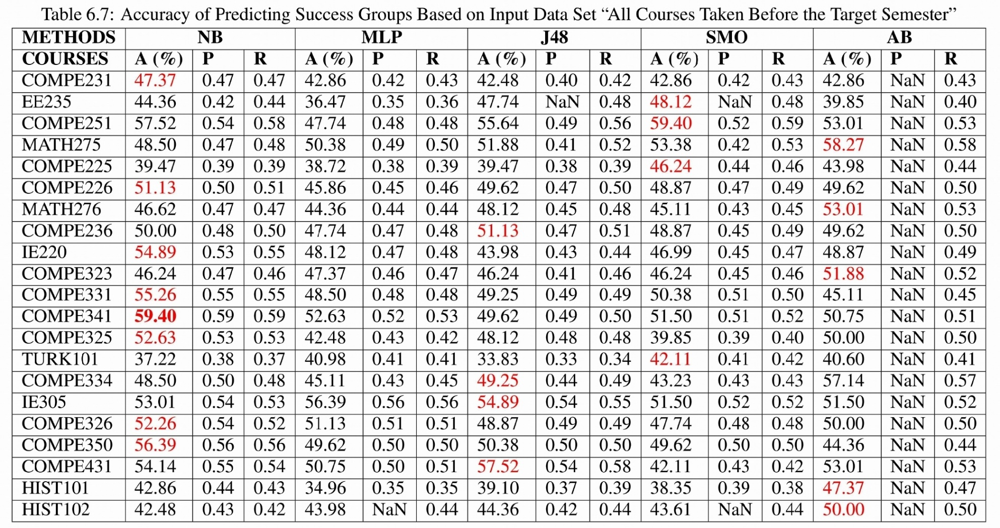 Table 6.7: Accuracy of Predicting Success Groups Based on Input Data Set “All Courses Taken Before the Target Semester”
METHODS NB MLP J48 SMO AB
COURSES A (%) P R A (%) P R A (%) P R A (%) P R A (%) P R
COMPE231 47.37 0.47 0.47 42.86 0.42 0.43 42.48 0.40 0.42 42.86 0.42 0.43 42.86 NaN 0.43
EE235 44.36 0.42 0.44 36.47 0.35 0.36 47.74 NaN 0.48 48.12 NaN 0.48 39.85 NaN 0.40
COMPE251 57.52 0.54 0.58 47.74 0.48 0.48 55.64 0.49 0.56 59.40 0.52 0.59 53.01 NaN 0.53
MATH275 48.50 0.47 0.48 50.38 0.49 0.50 51.88 0.41 0.52 53.38 0.42 0.53 58.27 NaN 0.58
COMPE225 39.47 0.39 0.39 38.72 0.38 0.39 39.47 0.38 0.39 46.24 0.44 0.46 43.98 NaN 0.44
COMPE226 51.13 0.50 0.51 45.86 0.45 0.46 49.62 0.47 0.50 48.87 0.47 0.49 49.62 NaN 0.50
MATH276 46.62 0.47 0.47 44.36 0.44 0.44 48.12 0.45 0.48 45.11 0.43 0.45 53.01 NaN 0.53
COMPE236 50.00 0.48 0.50 47.74 0.47 0.48 51.13 0.47 0.51 48.87 0.45 0.49 49.62 NaN 0.50
IE220 54.89 0.53 0.55 48.12 0.47 0.48 43.98 0.43 0.44 46.99 0.45 0.47 48.87 NaN 0.49
COMPE323 46.24 0.47 0.46 47.37 0.46 0.47 46.24 0.41 0.46 46.24 0.45 0.46 51.88 NaN 0.52
COMPE331 55.26 0.55 0.55 48.50 0.48 0.48 49.25 0.49 0.49 50.38 0.51 0.50 45.11 NaN 0.45
COMPE341 59.40 0.59 0.59 52.63 0.52 0.53 49.62 0.49 0.50 51.50 0.51 0.52 50.75 NaN 0.51
COMPE325 52.63 0.53 0.53 42.48 0.43 0.42 48.12 0.48 0.48 39.85 0.39 0.40 50.00 NaN 0.50
TURK101 37.22 0.38 0.37 40.98 0.41 0.41 33.83 0.33 0.34 42.11 0.41 0.42 40.60 NaN 0.41
COMPE334 48.50 0.50 0.48 45.11 0.43 0.45 49.25 0.44 0.49 43.23 0.43 0.43 57.14 NaN 0.57
IE305 53.01 0.54 0.53 56.39 0.56 0.56 54.89 0.54 0.55 51.50 0.52 0.52 51.50 NaN 0.52
COMPE326 52.26 0.54 0.52 51.13 0.51 0.51 48.87 0.49 0.49 47.74 0.48 0.48 50.00 NaN 0.50
COMPE350 56.39 0.56 0.56 49.62 0.50 0.50 50.38 0.50 0.50 49.62 0.50 0.50 44.36 NaN 0.44
COMPE431 54.14 0.55 0.54 50.75 0.50 0.51 57.52 0.54 0.58 42.11 0.43 0.42 53.01 NaN 0.53
HIST101 42.86 0.44 0.43 34.96 0.35 0.35 39.10 0.37 0.39 38.35 0.39 0.38 47.37 NaN 0.47
HIST102 42.48 0.43 0.42 43.98 NaN 0.44 44.36 0.42 0.44 43.61 NaN 0.44 50.00 NaN 0.50